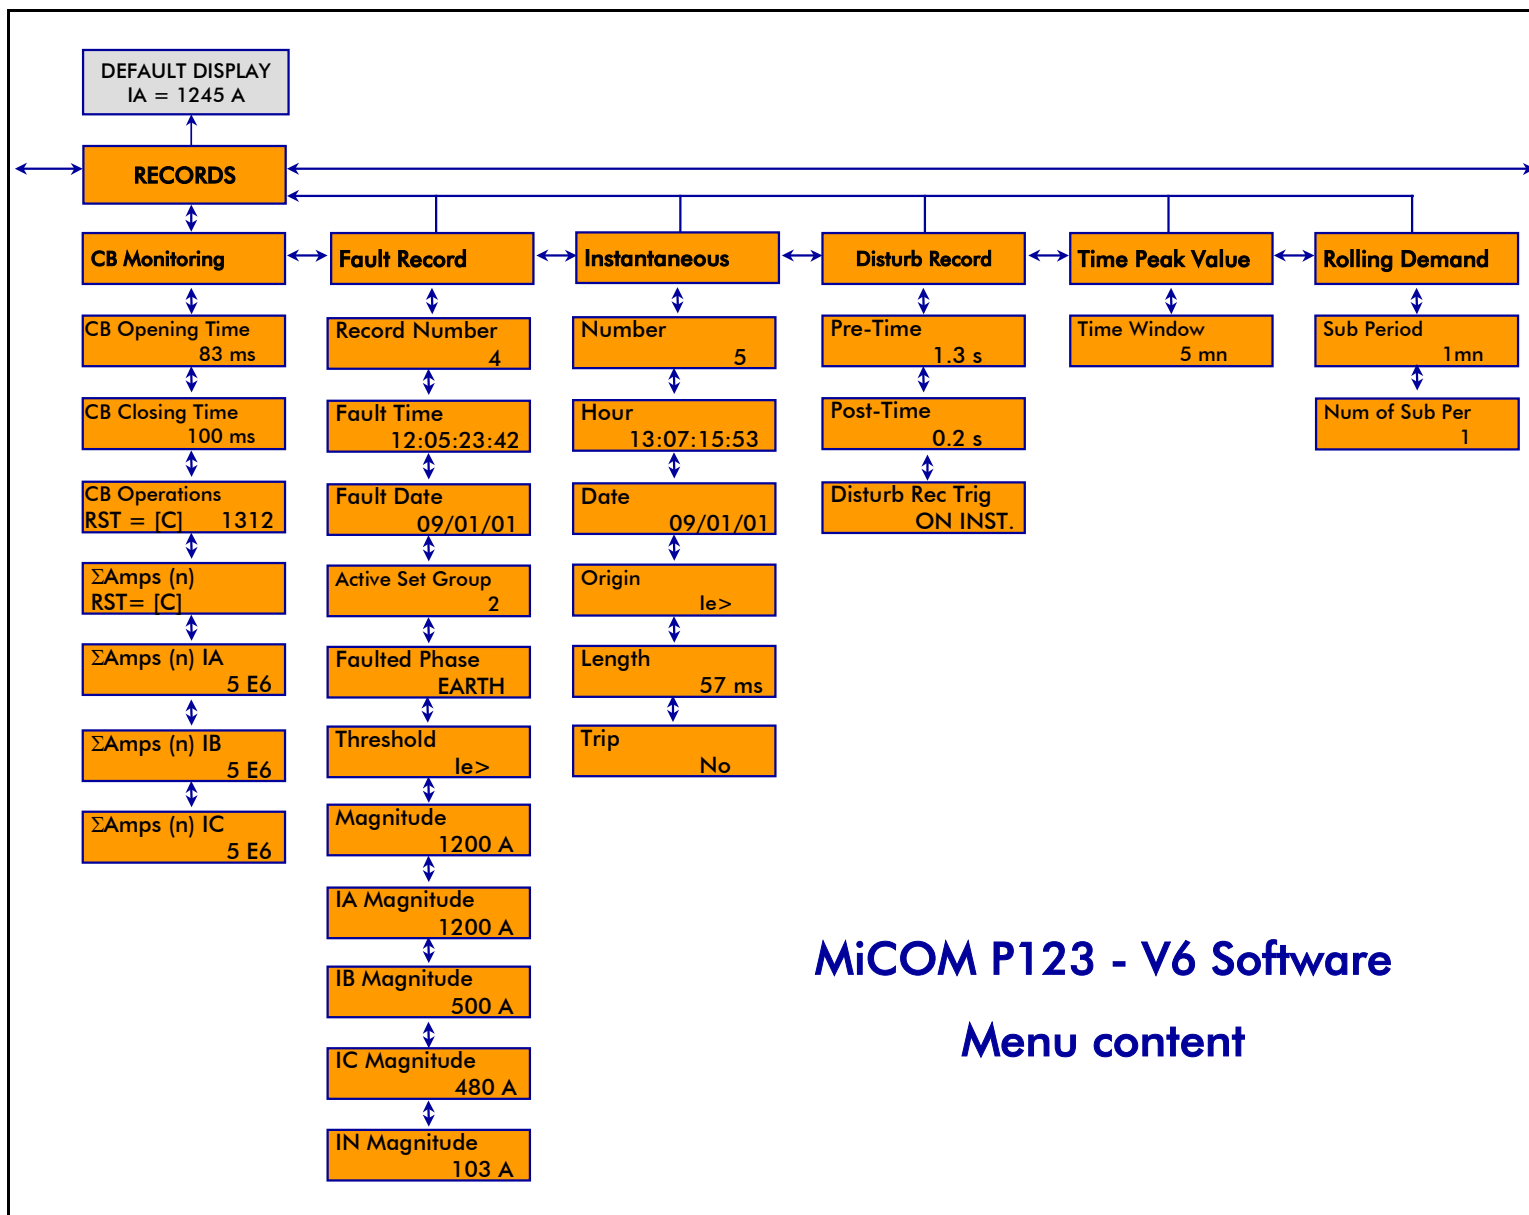 DEFAULT DISPLAY
IA = 1245 A
RECORDS
CB Monitoring
CB Opening Time
83 ms
CB Closing Time
100 ms
CB Operations
RST = [C] 1312
ΣAmps (n)
RST= [C]
ΣAmps (n) IA
5 E6
ΣAmps (n) IB
5 E6
ΣAmps (n) IC
5 E6
Fault Record
Record Number
4
Fault Time
12:05:23:42
Fault Date
09/01/01
Active Set Group
2
Faulted Phase
EARTH
Threshold
Ie>
Magnitude
1200 A
IA Magnitude
1200 A
IB Magnitude
500 A
IC Magnitude
480 A
IN Magnitude
103 A
Instantaneous
Number
5
Hour
13:07:15:53
Date
09/01/01
Origin
Ie>
Length
57 ms
Trip
No
Disturb Record
Pre-Time
1.3 s
Post-Time
0.2 s
Disturb Rec Trig
ON INST.
Time Peak Value
Time Window
5 mn
Rolling Demand
Sub Period
1mn
Num of Sub Per
1
MiCOM P123 - V6 Software
Menu content